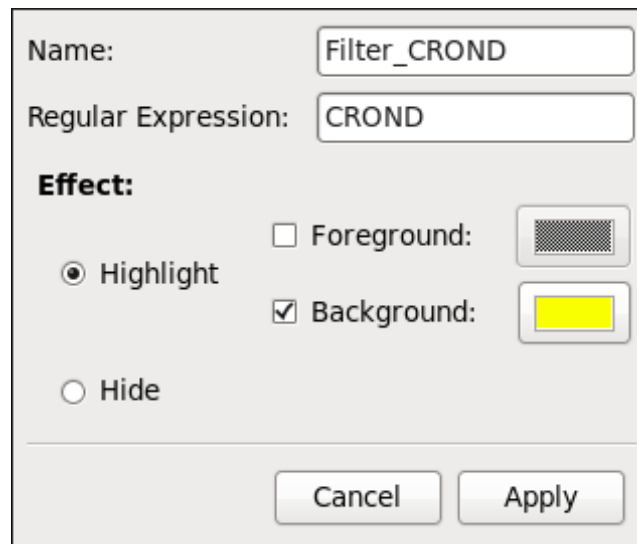 Name: Filter_CROND
Regular Expression: CROND
Effect:
Foreground:
Highlight
Background:
Hide
Cancel Apply